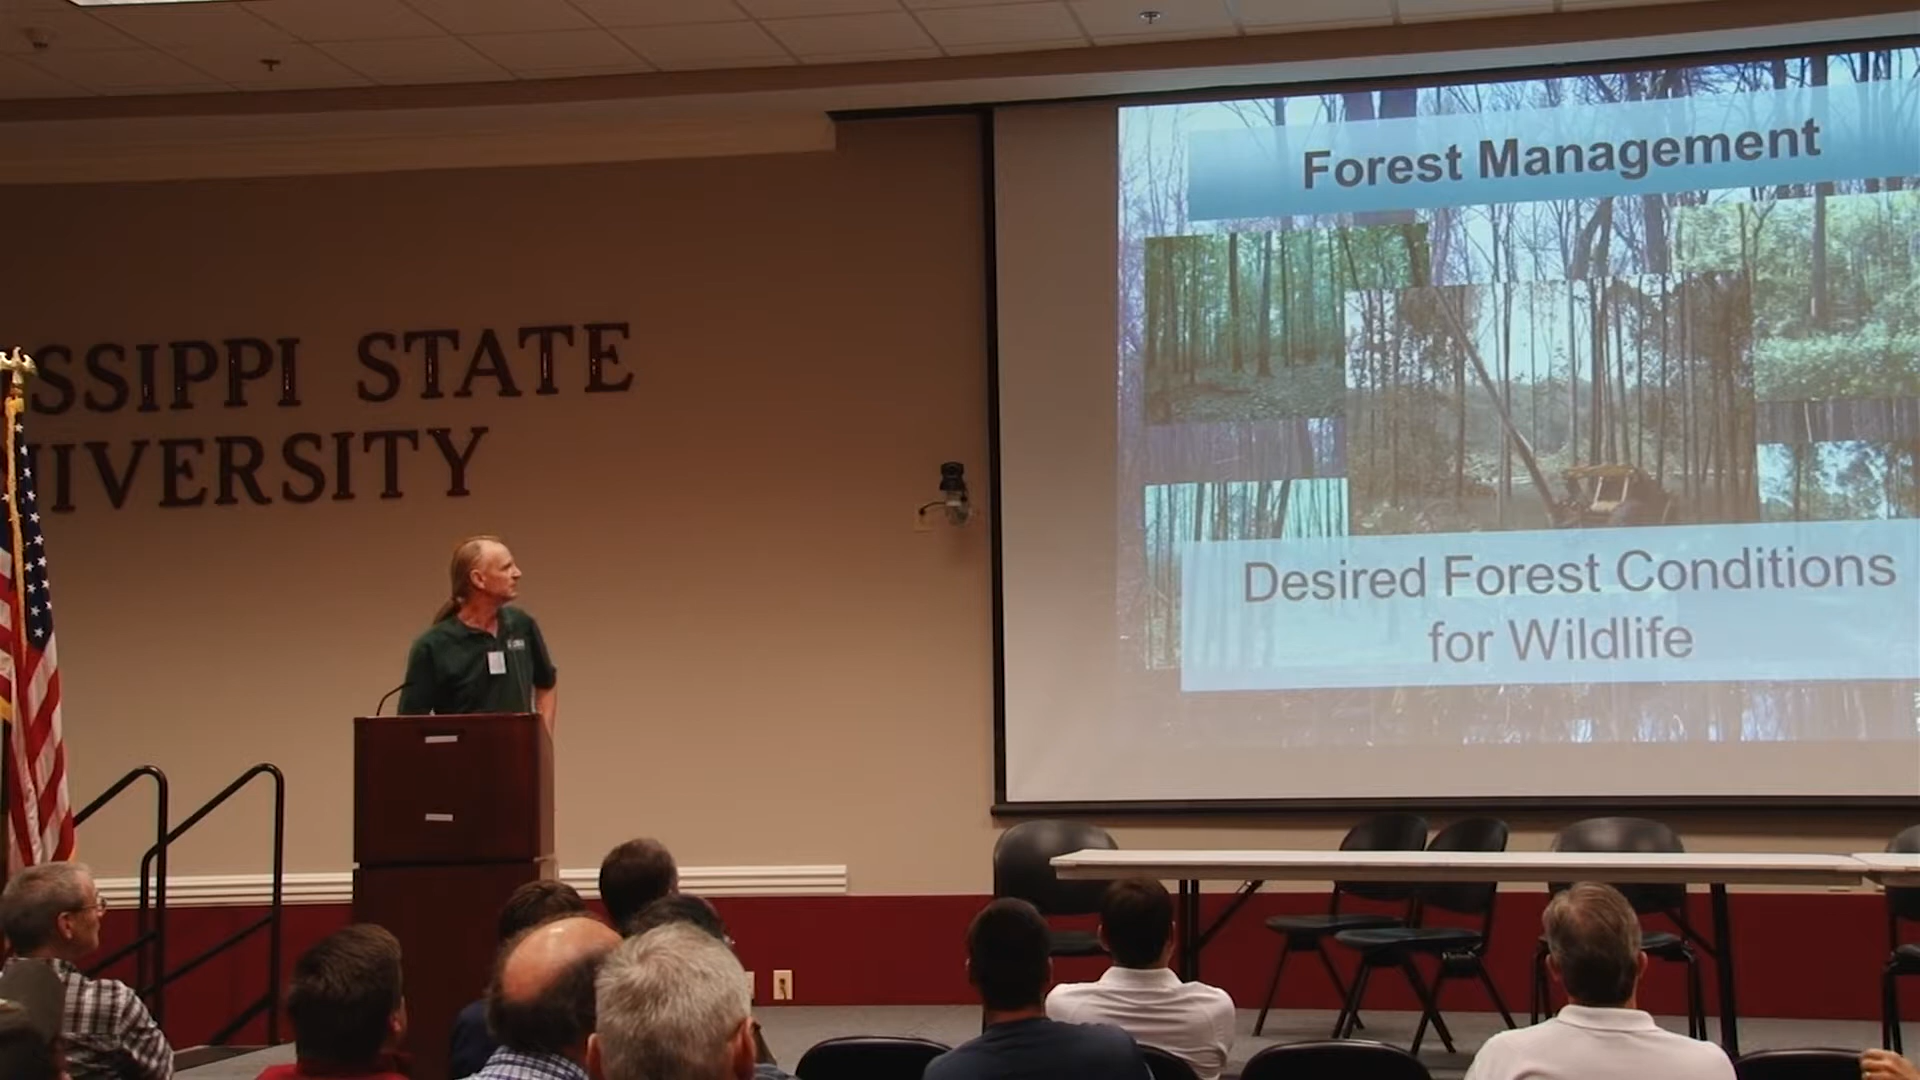 SSIPPI STATE
IVERSITY
Forest Management
Desired Forest Conditions
for Wildlife